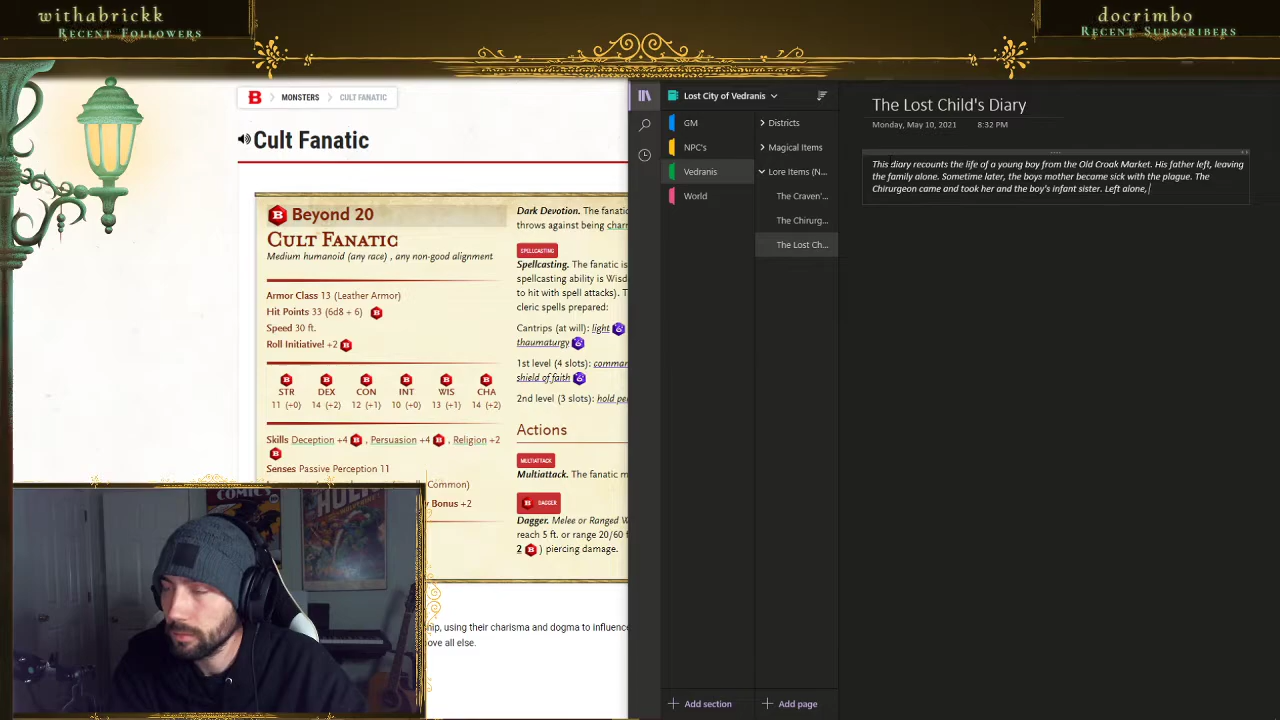 withabrickk
Recent Followers
docrimbo
Recent Subscribers
B MONSTERS CULT FANATIC
Cult Fanatic
B Beyond 20
Cult Fanatic
Medium humanoid (any race) , any non-good alignment
Armor Class 13 (Leather Armor)
Hit Points 33 (6d8 + 6)
Speed 30 ft.
Roll Initiative! +2
STR DEX CON INT WIS CHA
11 (+0) 14 (+2) 12 (+1) 10 (+0) 13 (+1) 14 (+2)
Skills Deception +4 , Persuasion +4 , Religion +2
Senses Passive Perception 11
Common)
Bonus +2
Dark Devotion. The fanatic
throws against being charm
SPELLCASTING
Spellcasting. The fanatic is
spellcasting ability is Wisd
to hit with spell attacks). T
cleric spells prepared:
Cantrips (at will): light
thaumaturgy
1st level (4 slots): comman
shield of faith
2nd level (3 slots): hold pe
Actions
MULTIATTACK
Multiattack. The fanatic m
DAGGER
Dagger. Melee or Ranged W
reach 5 ft. or range 20/60 f
2 ) piercing damage.
hip, using their charisma and dogma to influence
ove all else.
Lost City of Vedranis
GM
NPC's
Vedranis
World
Districts
Magical Items
Lore Items (N...
The Craven'...
The Chirurg...
The Lost Ch...
Add section
Add page
The Lost Child's Diary
Monday, May 10, 2021 8:32 PM
This diary recounts the life of a young boy from the Old Croak Market. His father left, leaving
the family alone. Sometime later, the boys mother became sick with the plague. The
Chirurgeon came and took her and the boy's infant sister. Left alone,
COMICS